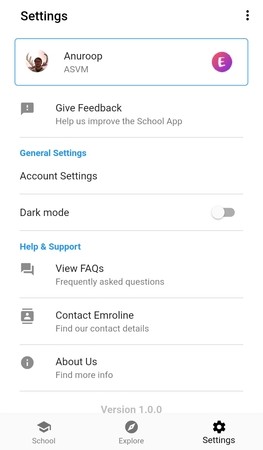 Settings
Anuroop
ASVM
E
Give Feedback
Help us improve the School App
General Settings
Account Settings
Dark mode
Help & Support
View FAQs
Frequently asked questions
Contact Emroline
Find our contact details
About Us
Find more info
Version 1.0.0
School
Explore
Settings